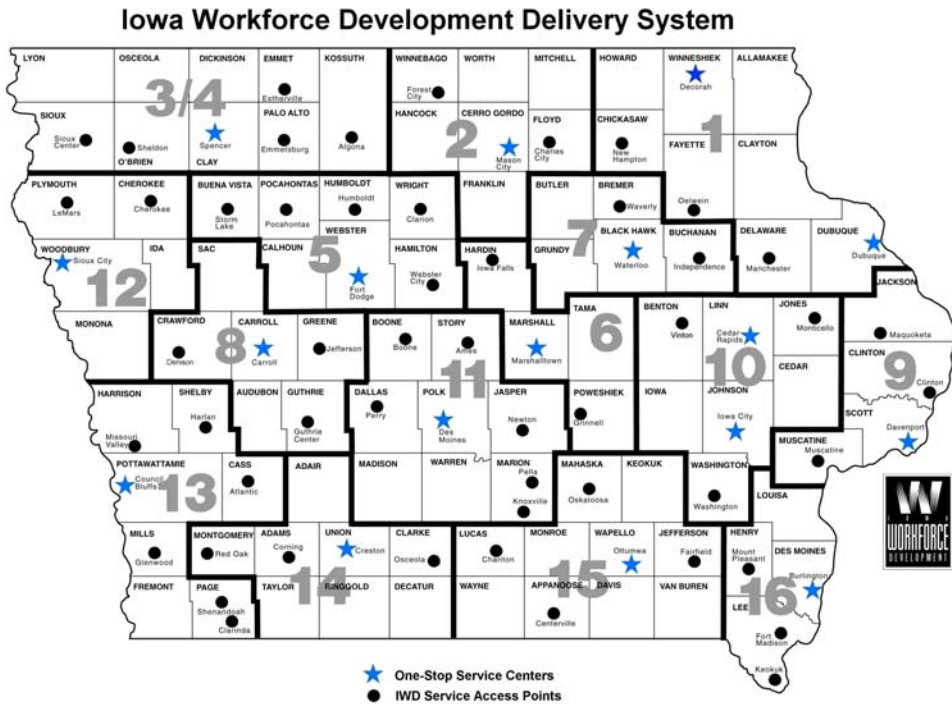 Iowa Workforce Development Delivery System
LYON
OSCEOLA
DICKINSON
EMMET
KOSSUTH
WINNEBAGO
WORTH
MITCHELL
HOWARD
WINNESHIEK
ALLAMAKEE
Estherville
Forest
City
Decorah
3/4
SIOUX
PALO ALTO
HANCOCK
CERRO GORDO
FLOYD
CHICKASAW
1
Sioux
Center
Sheldon
Spencer
Emmetsburg
Algona
2
Mason
City
Charles
City
New
Hampton
FAYETTE
CLAYTON
O'BRIEN
CLAY
PLYMOUTH
CHEROKEE
BUENA VISTA
POCAHONTAS
HUMBOLDT
WRIGHT
FRANKLIN
BUTLER
BREMER
LeMars
Cherokee
Storm
Lake
Pocahontas
Humboldt
Clarion
Waverly
Oelwein
WEBSTER
7
BLACK HAWK
BUCHANAN
DELAWARE
DUBUQUE
WOODBURY
IDA
SAC
CALHOUN
5
HAMILTON
HARDIN
GRUNDY
Sioux City
Iowa Falls
Waterloo
Independence
Manchester
Dubuque
12
Fort
Dodge
Webster
City
JACKSON
MONONA
CRAWFORD
CARROLL
GREENE
BOONE
STORY
MARSHALL
TAMA
6
BENTON
LINN
JONES
Denison
8
Carroll
Jefferson
Boone
Ames
Marshalltown
Vinton
Cedar
Rapids
Monticello
Maquoketa
11
10
CLINTON
9
CEDAR
HARRISON
SHELBY
AUDUBON
GUTHRIE
DALLAS
POLK
JASPER
POWESHIEK
IOWA
JOHNSON
Clinton
Harlan
Guthrie
Center
Perry
Des
Moines
Newton
Grinnell
Iowa City
SCOTT
Davenport
Missouri
Valley
MUSCATINE
Muscatine
POTTAWATTAMIE
CASS
ADAIR
MADISON
WARREN
MARION
MAHASKA
KEOKUK
WASHINGTON
Council
Bluffs
13
Atlantic
Pella
Knoxville
Oskaloosa
Washington
LOUISA
MILLS
MONTGOMERY
ADAMS
UNION
CLARKE
LUCAS
MONROE
WAPELLO
JEFFERSON
HENRY
DES MOINES
Glenwood
Red Oak
Corning
Creston
Osceola
Chariton
Ottumwa
Fairfield
Mount
Pleasant
Burlington
FREMONT
PAGE
TAYLOR
14
RINGGOLD
DECATUR
WAYNE
APPANOOSE
15
DAVIS
VAN BUREN
LEE
16
Shenandoah
Clarinda
Centerville
Fort
Madison
Keokuk
IOWA
WORKFORCE
DEVELOPMENT
One-Stop Service Centers
IWD Service Access Points